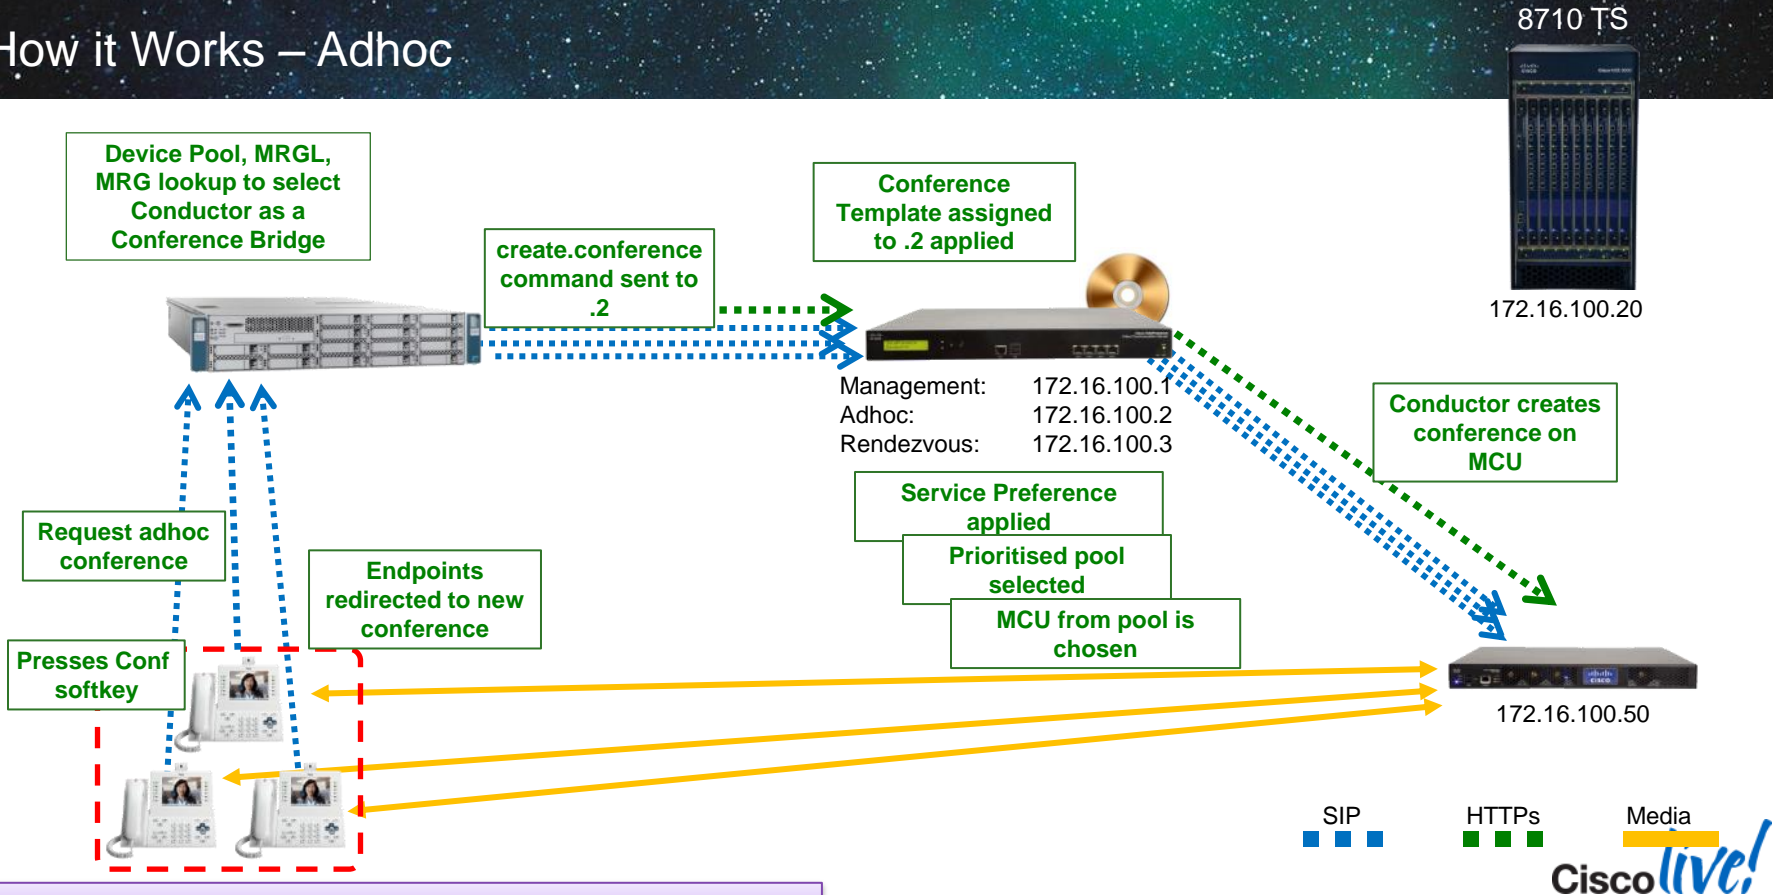 How it Works – Adhoc
8710 TS
Device Pool, MRGL,
MRG lookup to select
Conductor as a
Conference Bridge
create.conference
command sent to
.2
Conference
Template assigned
to .2 applied
172.16.100.20
Management: 172.16.100.1
Adhoc: 172.16.100.2
Rendezvous: 172.16.100.3
Conductor creates
conference on
MCU
Service Preference
applied
Prioritised pool
selected
MCU from pool is
chosen
Request adhoc
conference
Endpoints
redirected to new
conference
Presses Conf
softkey
172.16.100.50
SIP HTTPs Media
Cisco live!